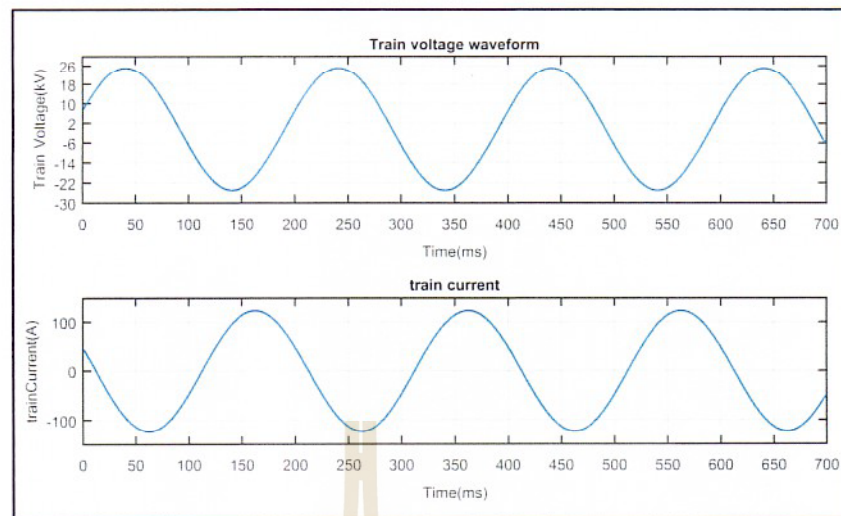 Train voltage waveform
Train Voltage(kV)
26
18
10
2
-6
-14
-22
-30
0 50 100 150 200 250 300 350 400 450 500 550 600 650 700
Time(ms)
train current
trainCurrent(A)
100
0
-100
0 50 100 150 200 250 300 350 400 450 500 550 600 650 700
Time(ms)